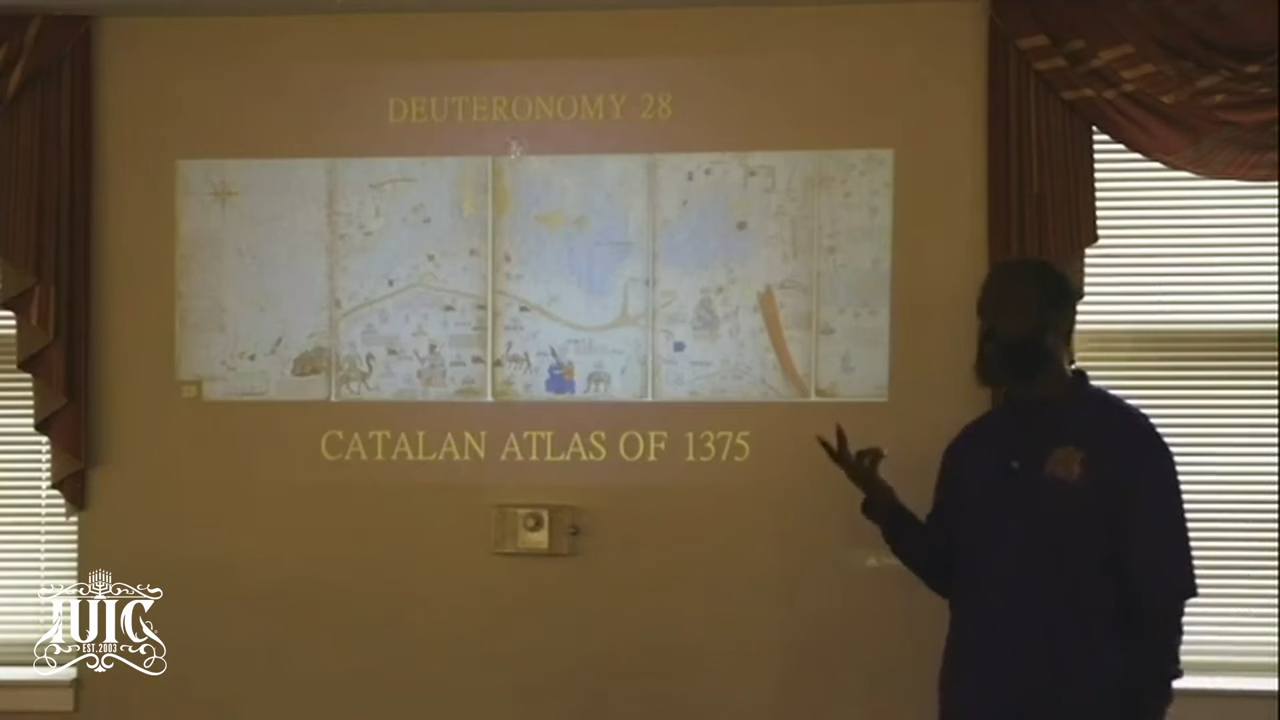 DEUTERONOMY 28
CATALAN ATLAS OF 1375
IUIC
EST. 2003